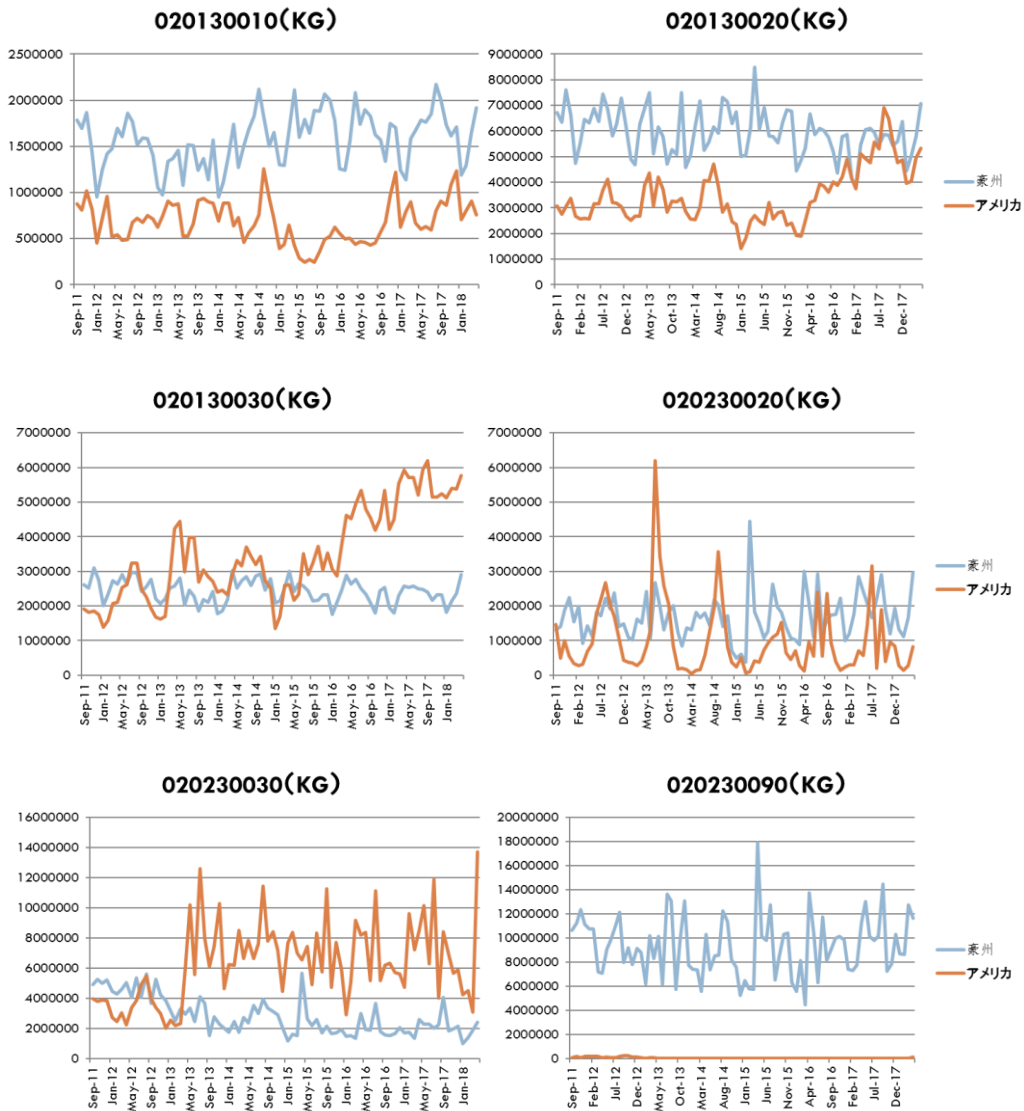 020130010(KG)
2500000
2000000
1500000
1000000
500000
0
Sep-11
Jan-12
May-12
Sep-12
Jan-13
May-13
Sep-13
Jan-14
May-14
Sep-14
Jan-15
May-15
Sep-15
Jan-16
May-16
Sep-16
Jan-17
May-17
Sep-17
Jan-18
020130020(KG)
9000000
8000000
7000000
6000000
5000000
4000000
3000000
2000000
1000000
0
Sep-11
Feb-12
Jul-12
Dec-12
May-13
Oct-13
Mar-14
Aug-14
Jan-15
Jun-15
Nov-15
Apr-16
Sep-16
Feb-17
Jul-17
Dec-17
豪州
アメリカ
020130030(KG)
7000000
6000000
5000000
4000000
3000000
2000000
1000000
0
Sep-11
Jan-12
May-12
Sep-12
Jan-13
May-13
Sep-13
Jan-14
May-14
Sep-14
Jan-15
May-15
Sep-15
Jan-16
May-16
Sep-16
Jan-17
May-17
Sep-17
Jan-18
020230020(KG)
7000000
6000000
5000000
4000000
3000000
2000000
1000000
0
Sep-11
Feb-12
Jul-12
Dec-12
May-13
Oct-13
Mar-14
Aug-14
Jan-15
Jun-15
Nov-15
Apr-16
Sep-16
Feb-17
Jul-17
Dec-17
豪州
アメリカ
020230030(KG)
16000000
14000000
12000000
10000000
8000000
6000000
4000000
2000000
0
Sep-11
Jan-12
May-12
Sep-12
Jan-13
May-13
Sep-13
Jan-14
May-14
Sep-14
Jan-15
May-15
Sep-15
Jan-16
May-16
Sep-16
Jan-17
May-17
Sep-17
Jan-18
020230090(KG)
20000000
18000000
16000000
14000000
12000000
10000000
8000000
6000000
4000000
2000000
0
Sep-11
Feb-12
Jul-12
Dec-12
May-13
Oct-13
Mar-14
Aug-14
Jan-15
Jun-15
Nov-15
Apr-16
Sep-16
Feb-17
Jul-17
Dec-17
豪州
アメリカ